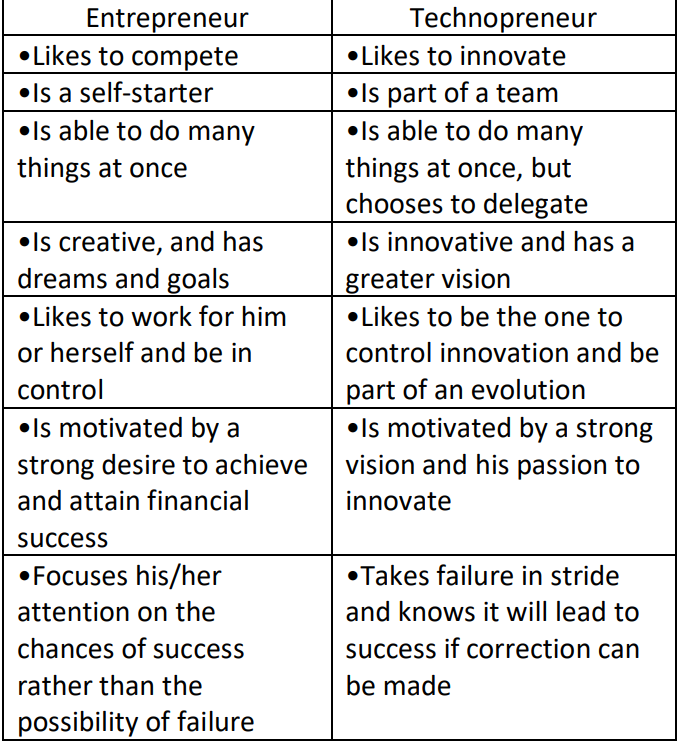 Entrepreneur
Technopreneur
•Likes to compete
•Likes to innovate
•Is a self-starter
•Is part of a team
•Is able to do many
things at once
•Is able to do many
things at once, but
chooses to delegate
•Is creative, and has
dreams and goals
•Is innovative and has a
greater vision
•Likes to work for him
or herself and be in
control
•Likes to be the one to
control innovation and be
part of an evolution
•Is motivated by a
strong desire to achieve
and attain financial
success
•Is motivated by a strong
vision and his passion to
innovate
•Focuses his/her
attention on the
chances of success
rather than the
possibility of failure
•Takes failure in stride
and knows it will lead to
success if correction can
be made